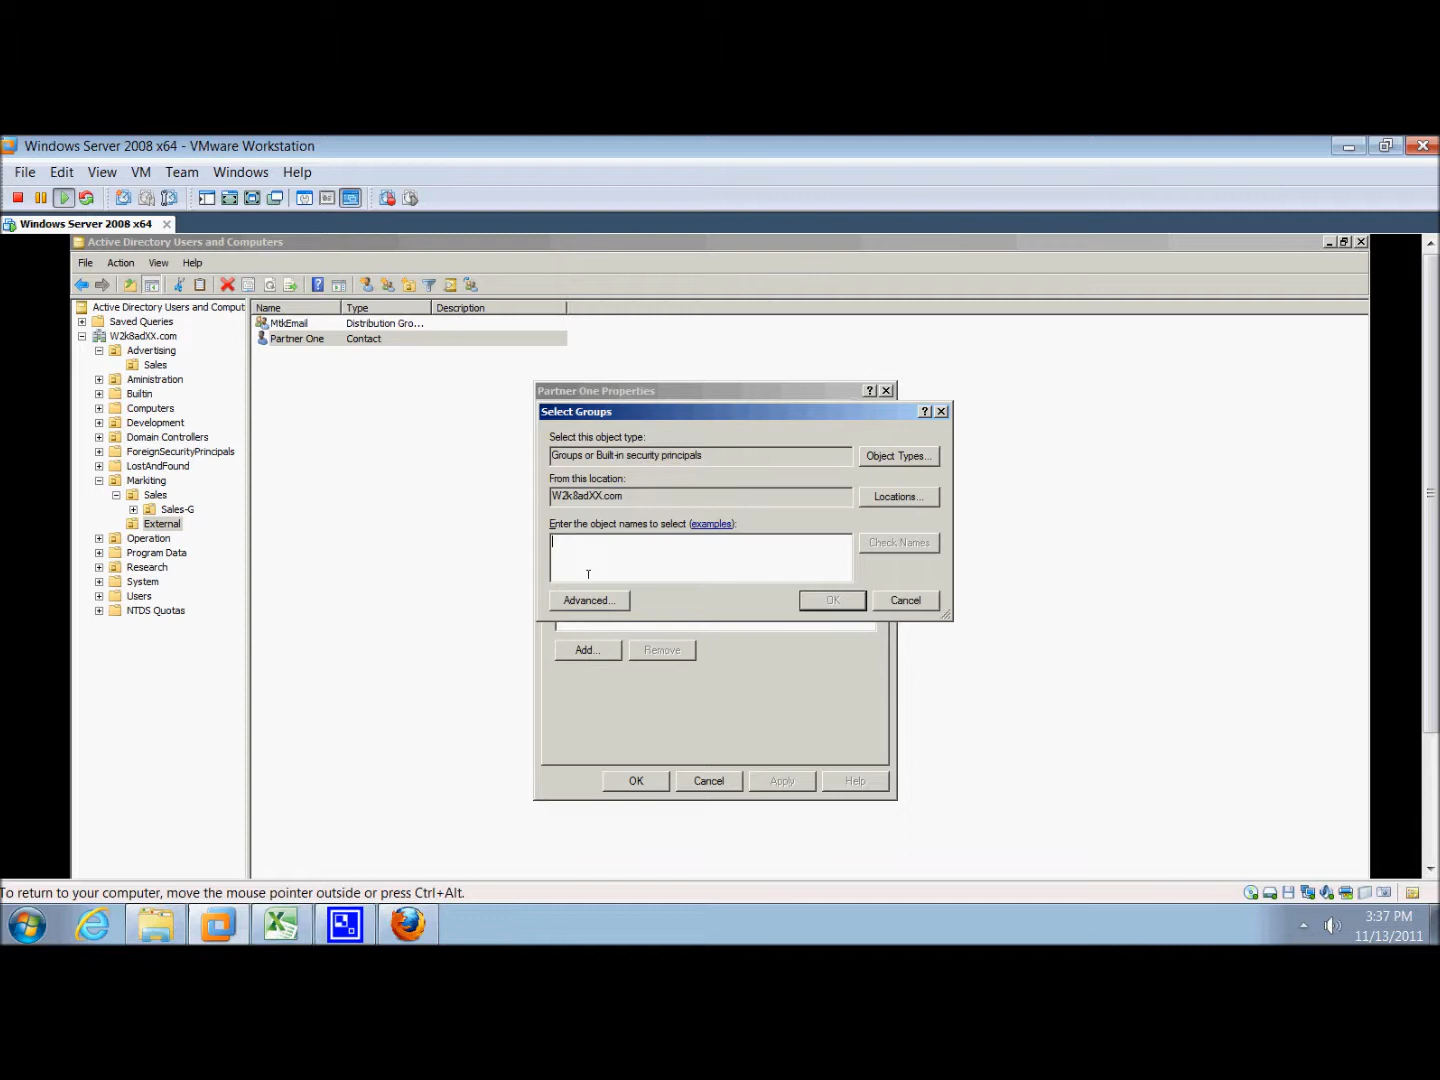 Windows Server 2008 x64 - VMware Workstation
File Edit View VM Team Windows Help
Windows Server 2008 x64
Active Directory Users and Computers
File Action View Help
Active Directory Users and Comput
Saved Queries
W2k8adXX.com
Advertising
Sales
Aministration
Builtin
Computers
Development
Domain Controllers
ForeignSecurityPrincipals
LostAndFound
Markiting
Sales
Sales-G
External
Operation
Program Data
Research
System
Users
NTDS Quotas
Name Type Description
MtkEmail Distribution Gro...
Partner One Contact
Partner One Properties
Select Groups
Select this object type:
Groups or Built-in security principals
Object Types...
From this location:
W2k8adXX.com
Locations...
Enter the object names to select (examples):
Check Names
Advanced... OK Cancel
Add... Remove
OK Cancel Apply Help
To return to your computer, move the mouse pointer outside or press Ctrl+Alt.
3:37 PM
11/13/2011